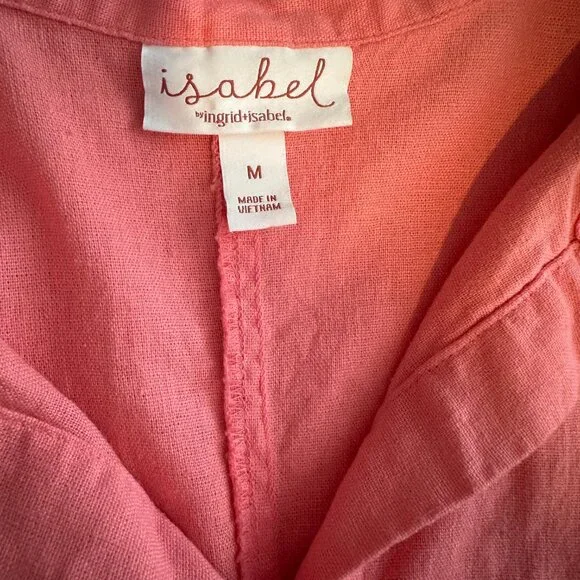 isabel
by ingrid+isabel®
M
MADE IN
VIETNAM